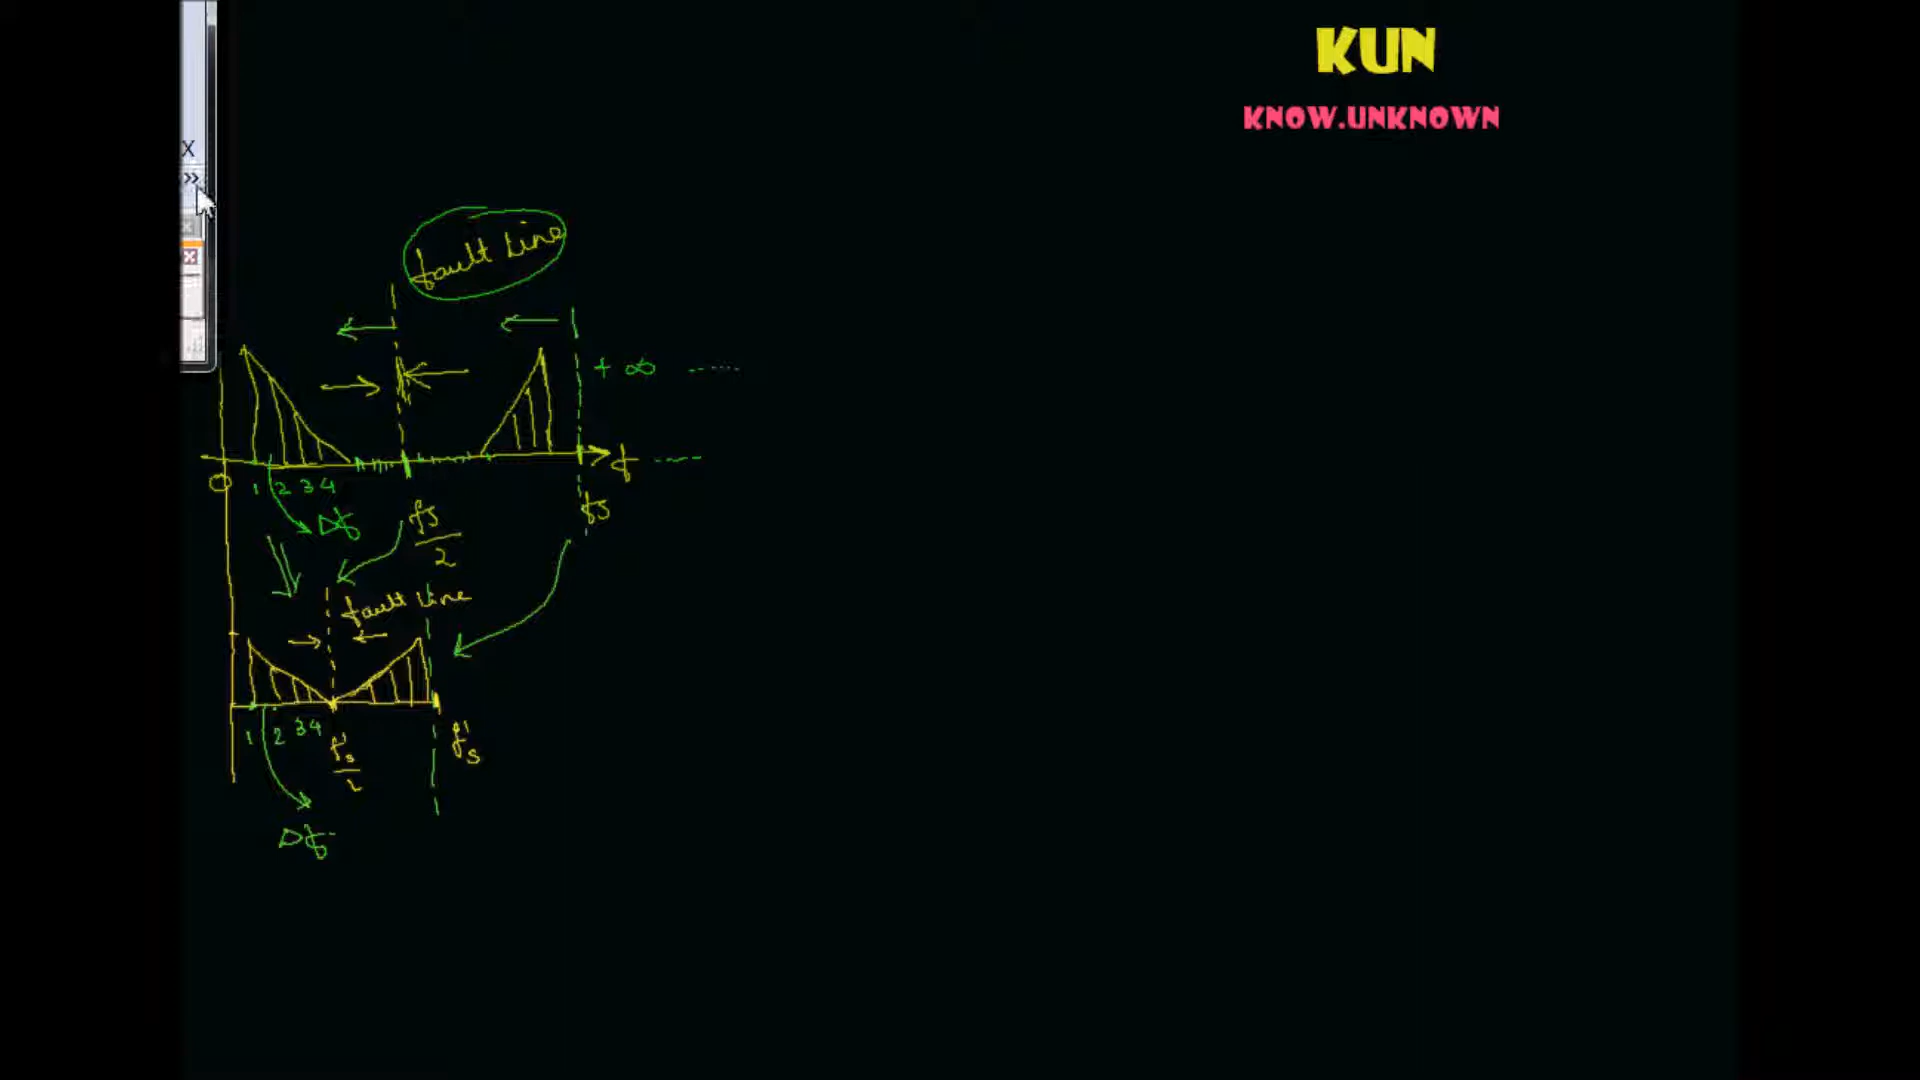 KUN
KNOW.UNKNOWN
X
»
fault Line
+ ∞ ......
f ----
0
1 2 3 4
fs
Δf
fs/2
fault Line
1 2 3 4
f's/2
f's
Δf